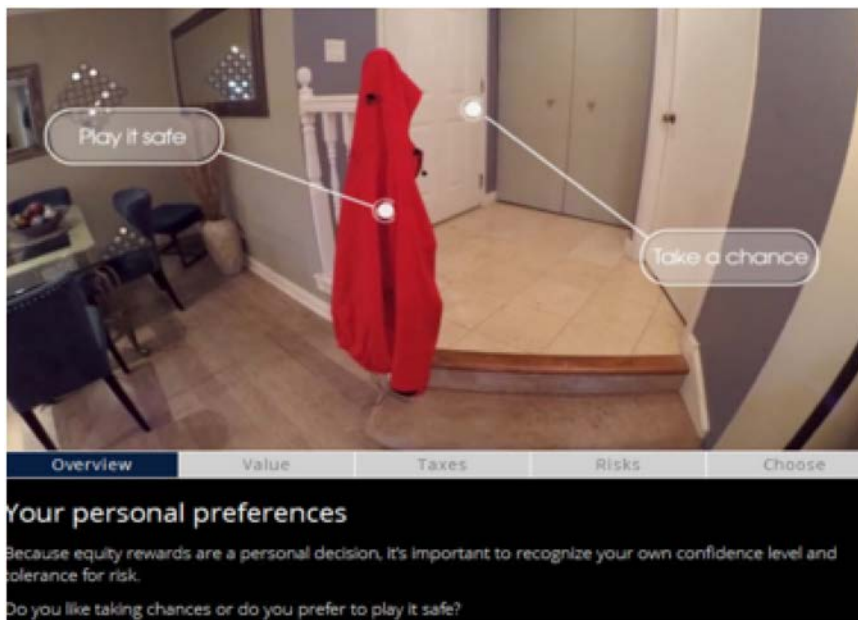 Play it safe
Take a chance
Overview Value Taxes Risks Choose
Your personal preferences
Because equity rewards are a personal decision, it's important to recognize your own confidence level and
tolerance for risk.
Do you like taking chances or do you prefer to play it safe?